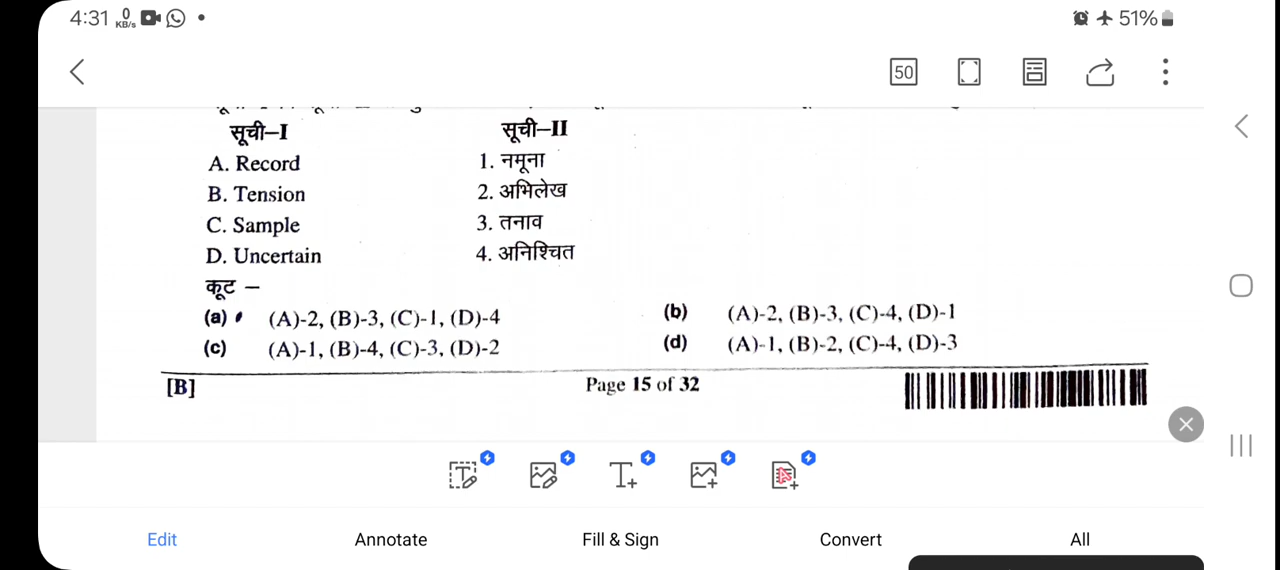 4:31 0 KB/s 51%
50
सूची–I सूची–II
A. Record 1. नमूना
B. Tension 2. अभिलेख
C. Sample 3. तनाव
D. Uncertain 4. अनिश्चित
कूट –
(a) (A)-2, (B)-3, (C)-1, (D)-4 (b) (A)-2, (B)-3, (C)-4, (D)-1
(c) (A)-1, (B)-4, (C)-3, (D)-2 (d) (A)-1, (B)-2, (C)-4, (D)-3
[B] Page 15 of 32
Edit Annotate Fill & Sign Convert All